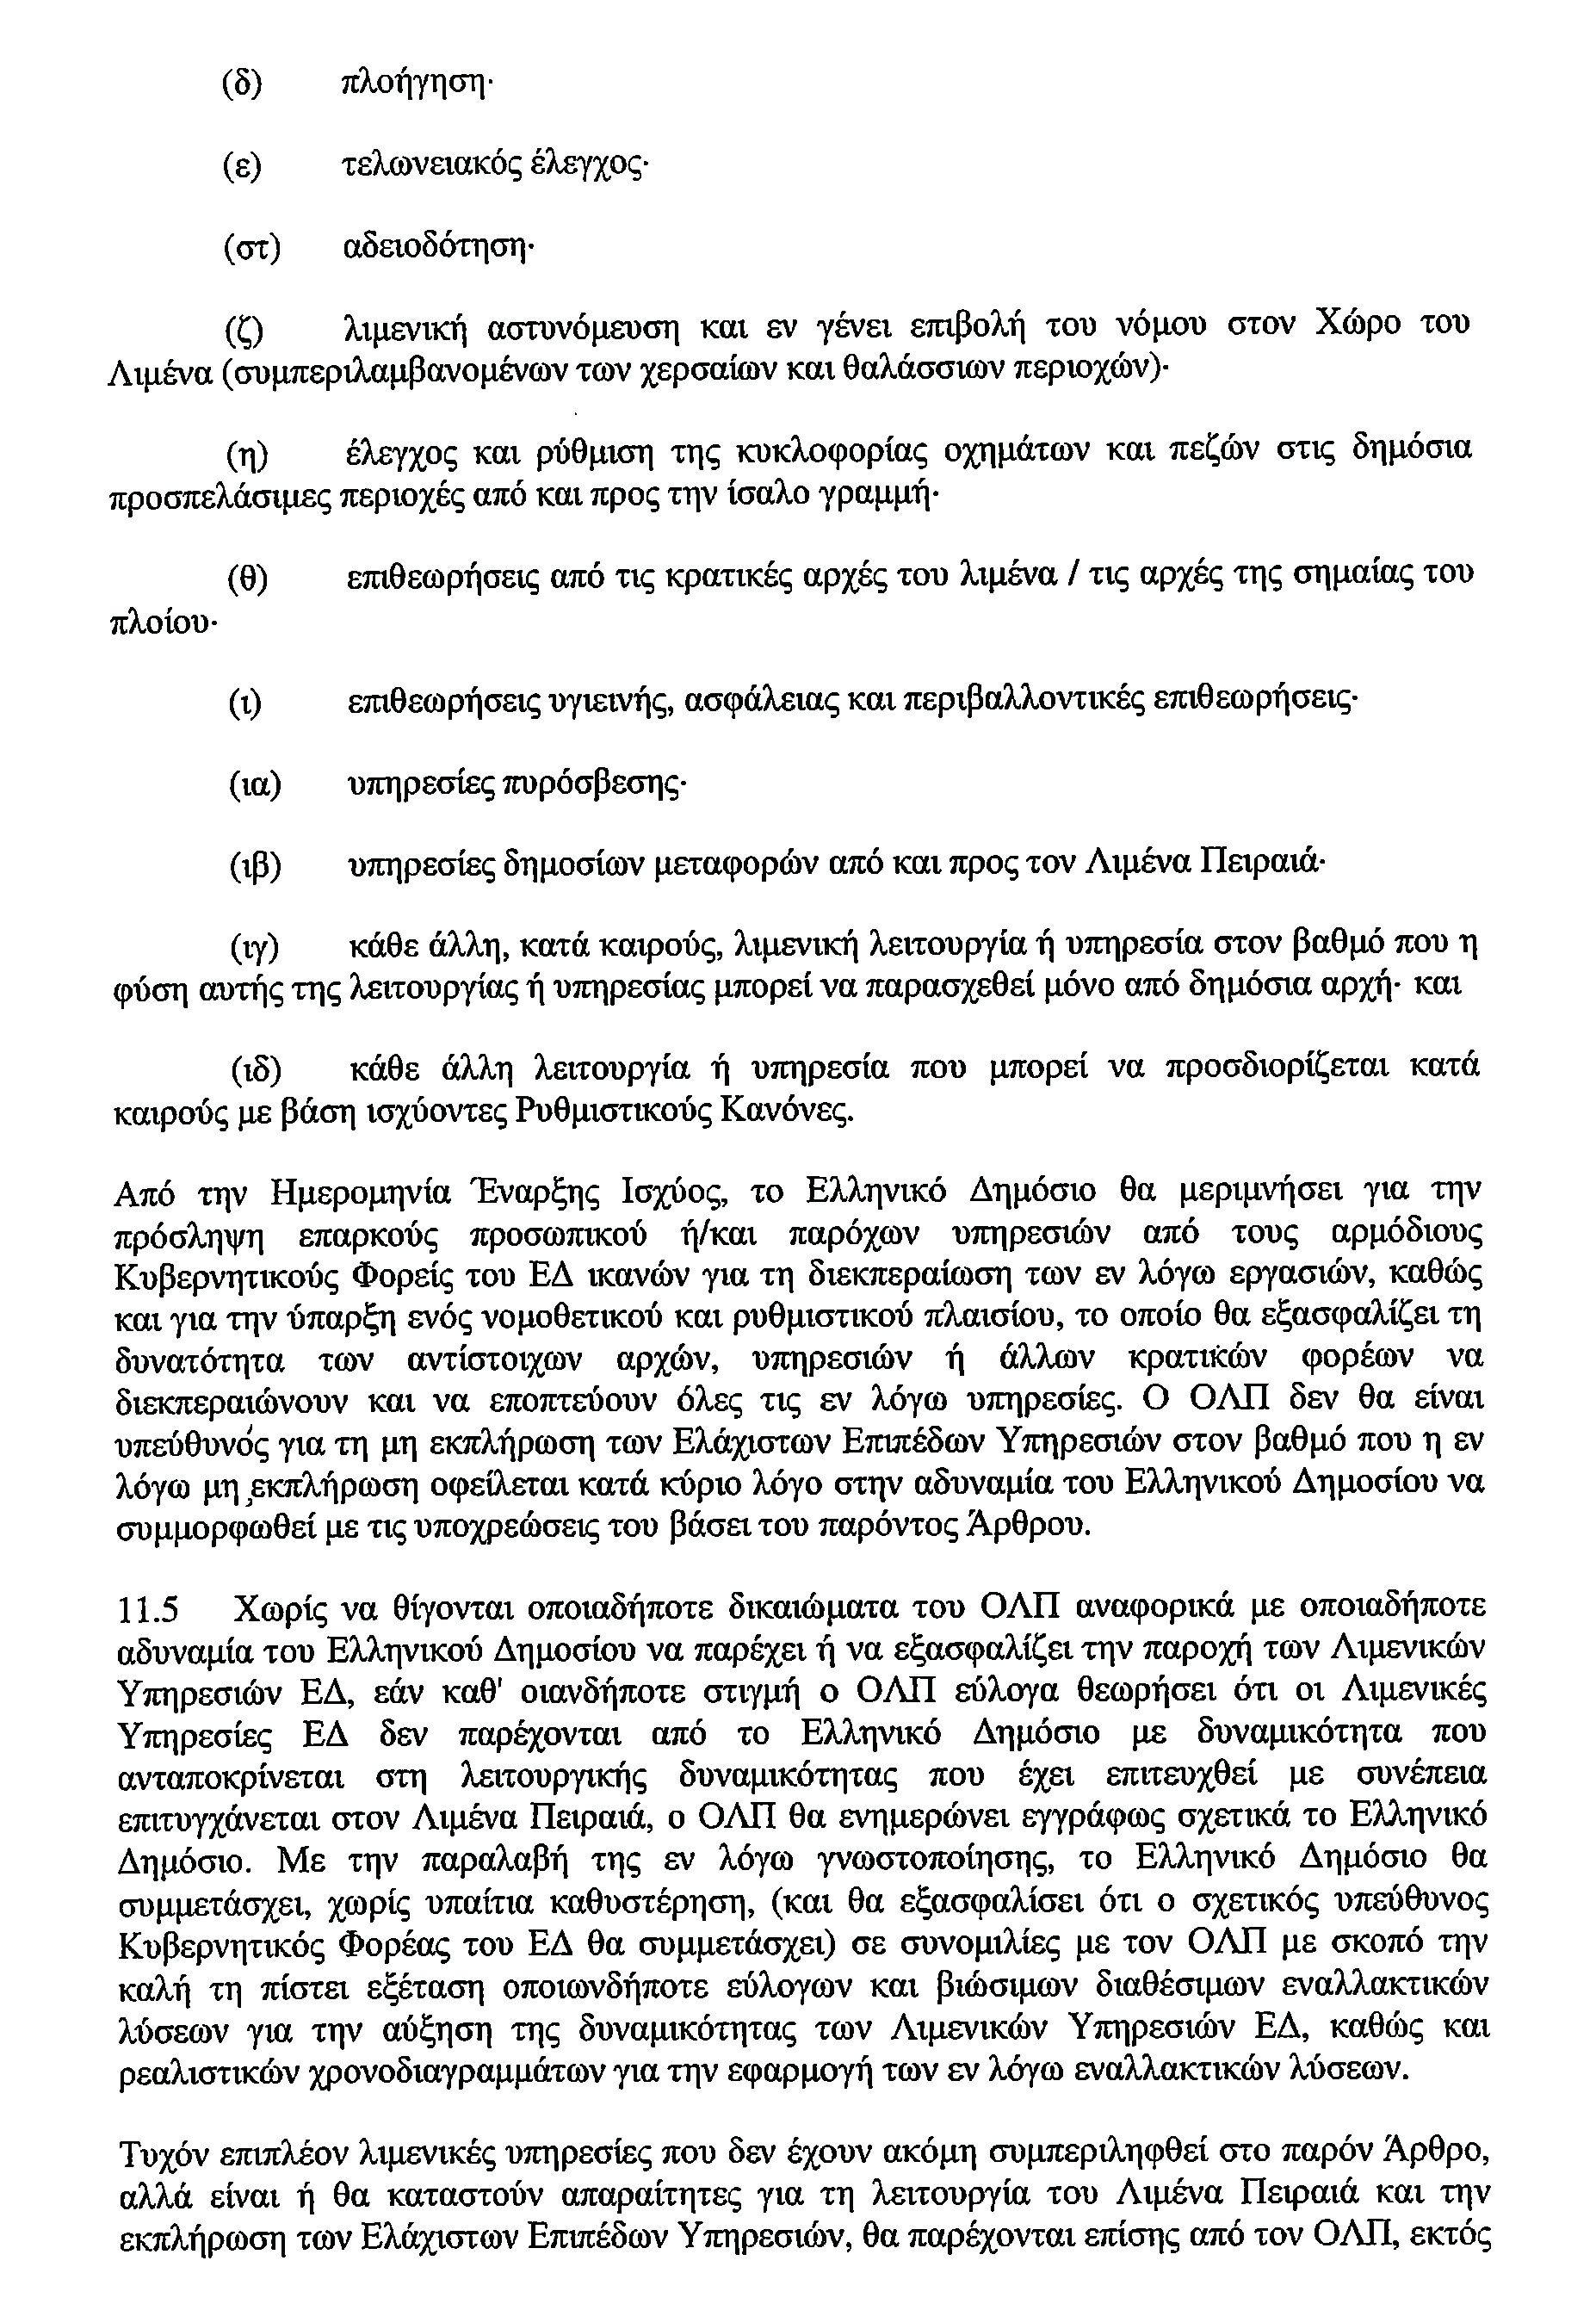 (δ) πλοήγηση·
(ε) τελωνειακός έλεγχος·
(στ) αδειοδότηση·
(ζ) λιμενική αστυνόμευση και εν γένει επιβολή του νόμου στον Χώρο του
Λιμένα (συμπεριλαμβανομένων των χερσαίων και θαλάσσιων περιοχών)·
(η) έλεγχος και ρύθμιση της κυκλοφορίας οχημάτων και πεζών στις δημόσια
προσπελάσιμες περιοχές από και προς την ίσαλο γραμμή·
(θ) επιθεωρήσεις από τις κρατικές αρχές του λιμένα / τις αρχές της σημαίας του
πλοίου·
(ι) επιθεωρήσεις υγιεινής, ασφάλειας και περιβαλλοντικές επιθεωρήσεις·
(ια) υπηρεσίες πυρόσβεσης·
(ιβ) υπηρεσίες δημοσίων μεταφορών από και προς τον Λιμένα Πειραιά·
(ιγ) κάθε άλλη, κατά καιρούς, λιμενική λειτουργία ή υπηρεσία στον βαθμό που η
φύση αυτής της λειτουργίας ή υπηρεσίας μπορεί να παρασχεθεί μόνο από δημόσια αρχή· και
(ιδ) κάθε άλλη λειτουργία ή υπηρεσία που μπορεί να προσδιορίζεται κατά
καιρούς με βάση ισχύοντες Ρυθμιστικούς Κανόνες.
Από την Ημερομηνία Έναρξης Ισχύος, το Ελληνικό Δημόσιο θα μεριμνήσει για την
πρόσληψη επαρκούς προσωπικού ή/και παρόχων υπηρεσιών από τους αρμόδιους
Κυβερνητικούς Φορείς του ΕΔ ικανών για τη διεκπεραίωση των εν λόγω εργασιών, καθώς
και για την ύπαρξη ενός νομοθετικού και ρυθμιστικού πλαισίου, το οποίο θα εξασφαλίζει τη
δυνατότητα των αντίστοιχων αρχών, υπηρεσιών ή άλλων κρατικών φορέων να
διεκπεραιώνουν και να εποπτεύουν όλες τις εν λόγω υπηρεσίες. Ο ΟΛΠ δεν θα είναι
υπεύθυνος για τη μη εκπλήρωση των Ελάχιστων Επιπέδων Υπηρεσιών στον βαθμό που η εν
λόγω μη εκπλήρωση οφείλεται κατά κύριο λόγο στην αδυναμία του Ελληνικού Δημοσίου να
συμμορφωθεί με τις υποχρεώσεις του βάσει του παρόντος Άρθρου.
11.5 Χωρίς να θίγονται οποιαδήποτε δικαιώματα του ΟΛΠ αναφορικά με οποιαδήποτε
αδυναμία του Ελληνικού Δημοσίου να παρέχει ή να εξασφαλίζει την παροχή των Λιμενικών
Υπηρεσιών ΕΔ, εάν καθ' οιανδήποτε στιγμή ο ΟΛΠ εύλογα θεωρήσει ότι οι Λιμενικές
Υπηρεσίες ΕΔ δεν παρέχονται από το Ελληνικό Δημόσιο με δυναμικότητα που
ανταποκρίνεται στη λειτουργικής δυναμικότητας που έχει επιτευχθεί με συνέπεια
επιτυγχάνεται στον Λιμένα Πειραιά, ο ΟΛΠ θα ενημερώνει εγγράφως σχετικά το Ελληνικό
Δημόσιο. Με την παραλαβή της εν λόγω γνωστοποίησης, το Ελληνικό Δημόσιο θα
συμμετάσχει, χωρίς υπαίτια καθυστέρηση, (και θα εξασφαλίσει ότι ο σχετικός υπεύθυνος
Κυβερνητικός Φορέας του ΕΔ θα συμμετάσχει) σε συνομιλίες με τον ΟΛΠ με σκοπό την
καλή τη πίστει εξέταση οποιωνδήποτε εύλογων και βιώσιμων διαθέσιμων εναλλακτικών
λύσεων για την αύξηση της δυναμικότητας των Λιμενικών Υπηρεσιών ΕΔ, καθώς και
ρεαλιστικών χρονοδιαγραμμάτων για την εφαρμογή των εν λόγω εναλλακτικών λύσεων.
Τυχόν επιπλέον λιμενικές υπηρεσίες που δεν έχουν ακόμη συμπεριληφθεί στο παρόν Άρθρο,
αλλά είναι ή θα καταστούν απαραίτητες για τη λειτουργία του Λιμένα Πειραιά και την
εκπλήρωση των Ελάχιστων Επιπέδων Υπηρεσιών, θα παρέχονται επίσης από τον ΟΛΠ, εκτός